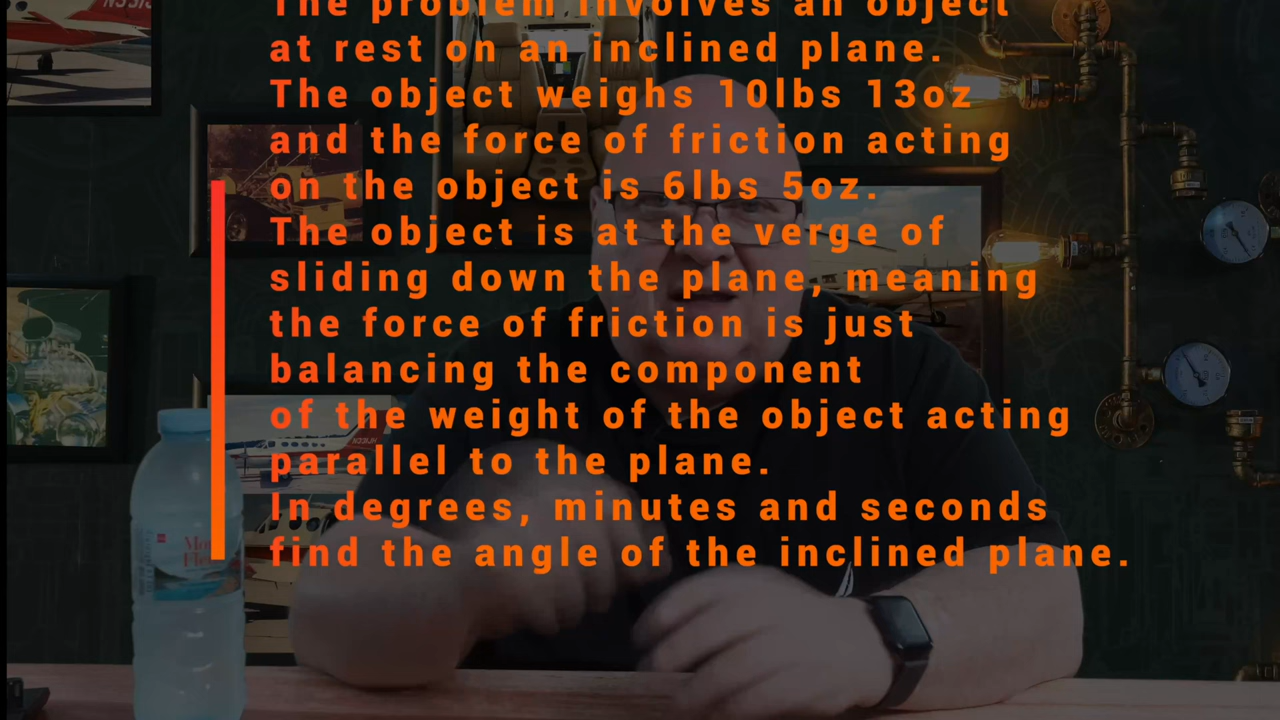 The problem involves an object
at rest on an inclined plane.
The object weighs 10lbs 13oz
and the force of friction acting
on the object is 6lbs 5oz.
The object is at the verge of
sliding down the plane, meaning
the force of friction is just
balancing the component
of the weight of the object acting
parallel to the plane.
In degrees, minutes and seconds
find the angle of the inclined plane.